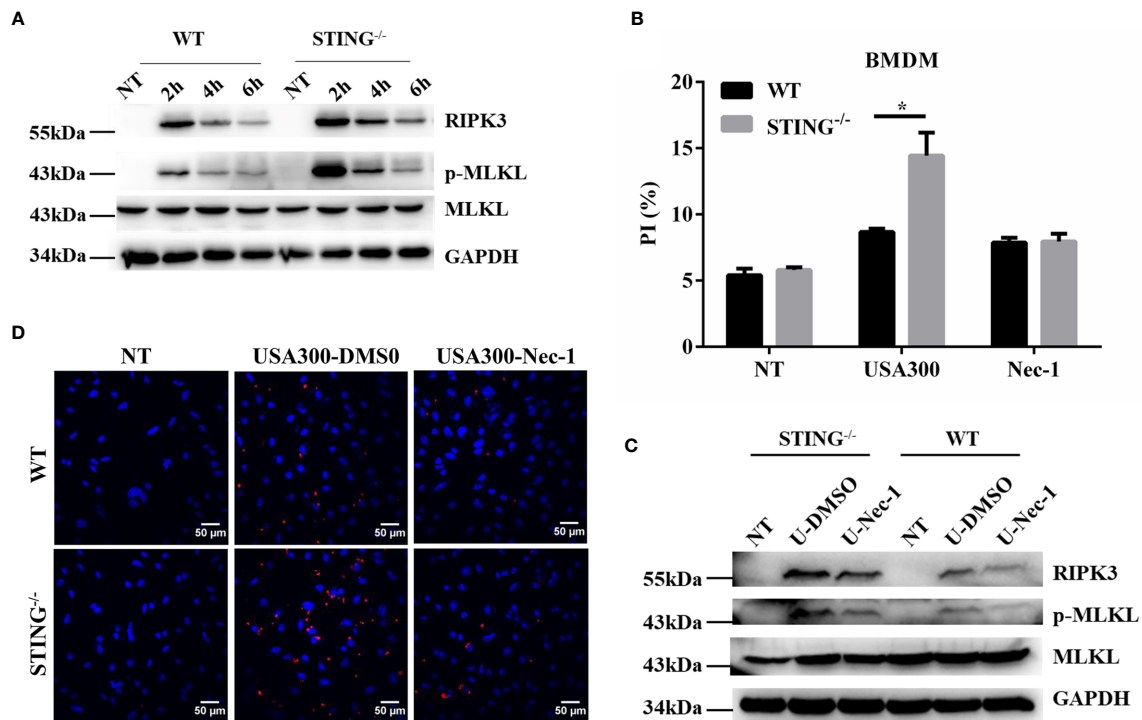 A
WT STING-/-
NT 2h 4h 6h NT 2h 4h 6h
55kDa RIPK3
43kDa p-MLKL
43kDa MLKL
34kDa GAPDH
B
BMDM
WT
STING-/-
*
PI (%)
20
15
10
5
0
NT USA300 Nec-1
D
NT USA300-DMS0 USA300-Nec-1
WT
50 µm 50 µm 50 µm
STING-/-
50 µm 50 µm 50 µm
C
STING-/- WT
NT U-DMSO U-Nec-1 NT U-DMSO U-Nec-1
55kDa RIPK3
43kDa p-MLKL
43kDa MLKL
34kDa GAPDH